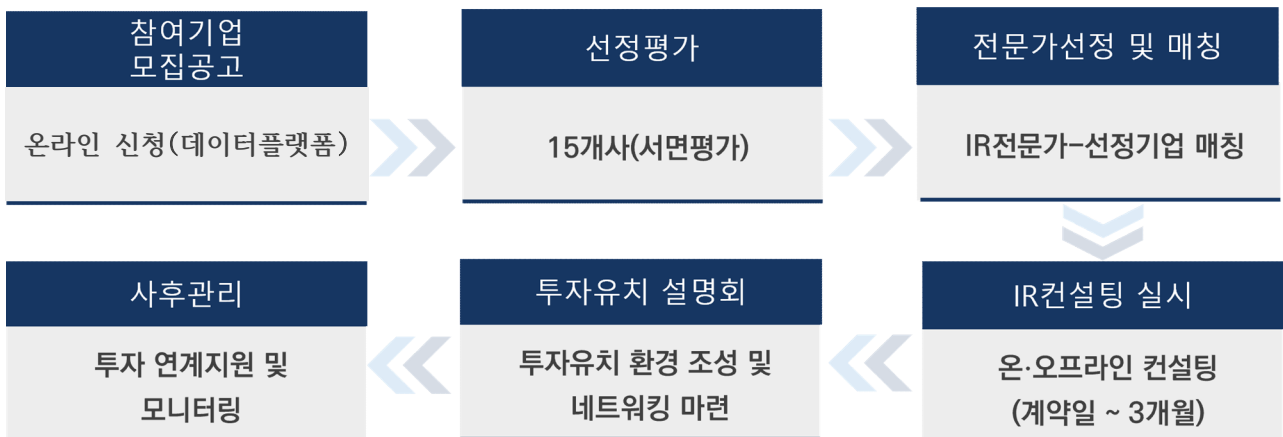 참여기업
모집공고
온라인 신청(데이터플랫폼)
선정평가
15개사(서면평가)
전문가선정 및 매칭
IR전문가-선정기업 매칭
IR컨설팅 실시
온·오프라인 컨설팅
(계약일 ~ 3개월)
투자유치 설명회
투자유치 환경 조성 및
네트워킹 마련
사후관리
투자 연계지원 및
모니터링